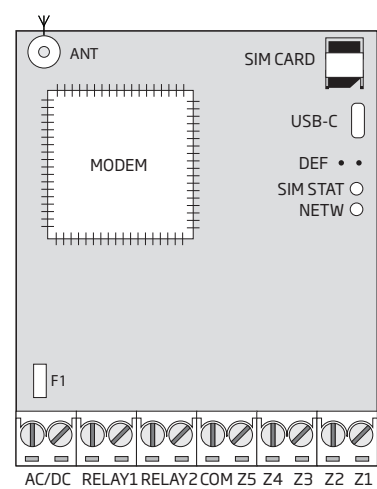 ANT
SIM CARD
USB-C
MODEM
DEF
SIM STAT
NETW
F1
AC/DC RELAY1 RELAY2 COM Z5 Z4 Z3 Z2 Z1